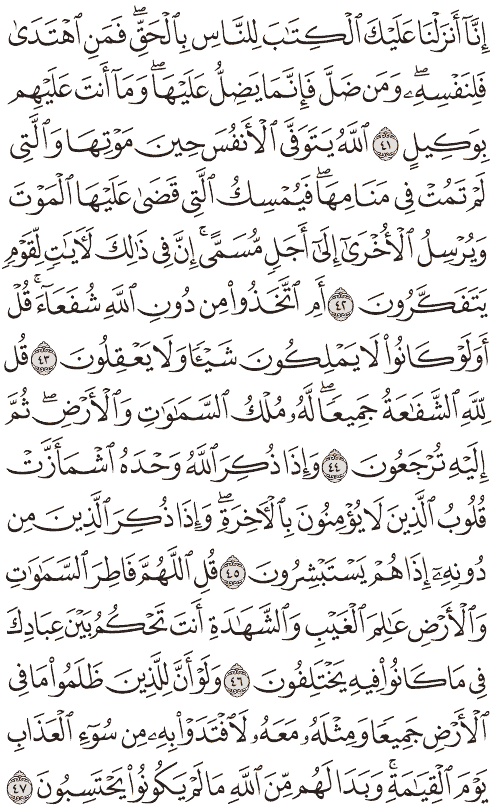 إِنَّآ أَنزَلْنَا عَلَيْكَ ٱلْكِتَٰبَ لِلنَّاسِ بِٱلْحَقِّۖ فَمَنِ ٱهْتَدَىٰ
فَلِنَفْسِهِۦۖ وَمَن ضَلَّ فَإِنَّمَا يَضِلُّ عَلَيْهَاۖ وَمَآ أَنتَ عَلَيْهِم
بِوَكِيلٍ ٤١ ٱللَّهُ يَتَوَفَّى ٱلْأَنفُسَ حِينَ مَوْتِهَا وَٱلَّتِى
لَمْ تَمُتْ فِى مَنَامِهَاۖ فَيُمْسِكُ ٱلَّتِى قَضَىٰ عَلَيْهَا ٱلْمَوْتَ
وَيُرْسِلُ ٱلْأُخْرَىٰٓ إِلَىٰٓ أَجَلٍ مُّسَمًّىۚ إِنَّ فِى ذَٰلِكَ لَءَايَٰتٍ لِّقَوْمٍ
يَتَفَكَّرُونَ ٤٢ أَمِ ٱتَّخَذُوا۟ مِن دُونِ ٱللَّهِ شُفَعَآءَۚ قُلْ
أَوَلَوْ كَانُوا۟ لَا يَمْلِكُونَ شَيْـًٔا وَلَا يَعْقِلُونَ ٤٣ قُل
لِّلَّهِ ٱلشَّفَٰعَةُ جَمِيعًاۖ لَّهُۥ مُلْكُ ٱلسَّمَٰوَٰتِ وَٱلْأَرْضِۖ ثُمَّ
إِلَيْهِ تُرْجَعُونَ ٤٤ وَإِذَا ذُكِرَ ٱللَّهُ وَحْدَهُ ٱشْمَأَزَّتْ
قُلُوبُ ٱلَّذِينَ لَا يُؤْمِنُونَ بِٱلْءَاخِرَةِۖ وَإِذَا ذُكِرَ ٱلَّذِينَ مِن
دُونِهِۦٓ إِذَا هُمْ يَسْتَبْشِرُونَ ٤٥ قُلِ ٱللَّهُمَّ فَاطِرَ ٱلسَّمَٰوَٰتِ
وَٱلْأَرْضِ عَٰلِمَ ٱلْغَيْبِ وَٱلشَّهَٰدَةِ أَنتَ تَحْكُمُ بَيْنَ عِبَادِكَ
فِى مَا كَانُوا۟ فِيهِ يَخْتَلِفُونَ ٤٦ وَلَوْ أَنَّ لِلَّذِينَ ظَلَمُوا۟ مَا فِى
ٱلْأَرْضِ جَمِيعًا وَمِثْلَهُۥ مَعَهُۥ لَٱفْتَدَوْا۟ بِهِۦ مِن سُوٓءِ ٱلْعَذَابِ
يَوْمَ ٱلْقِيَٰمَةِۚ وَبَدَا لَهُم مِّنَ ٱللَّهِ مَا لَمْ يَكُونُوا۟ يَحْتَسِبُونَ ٤٧